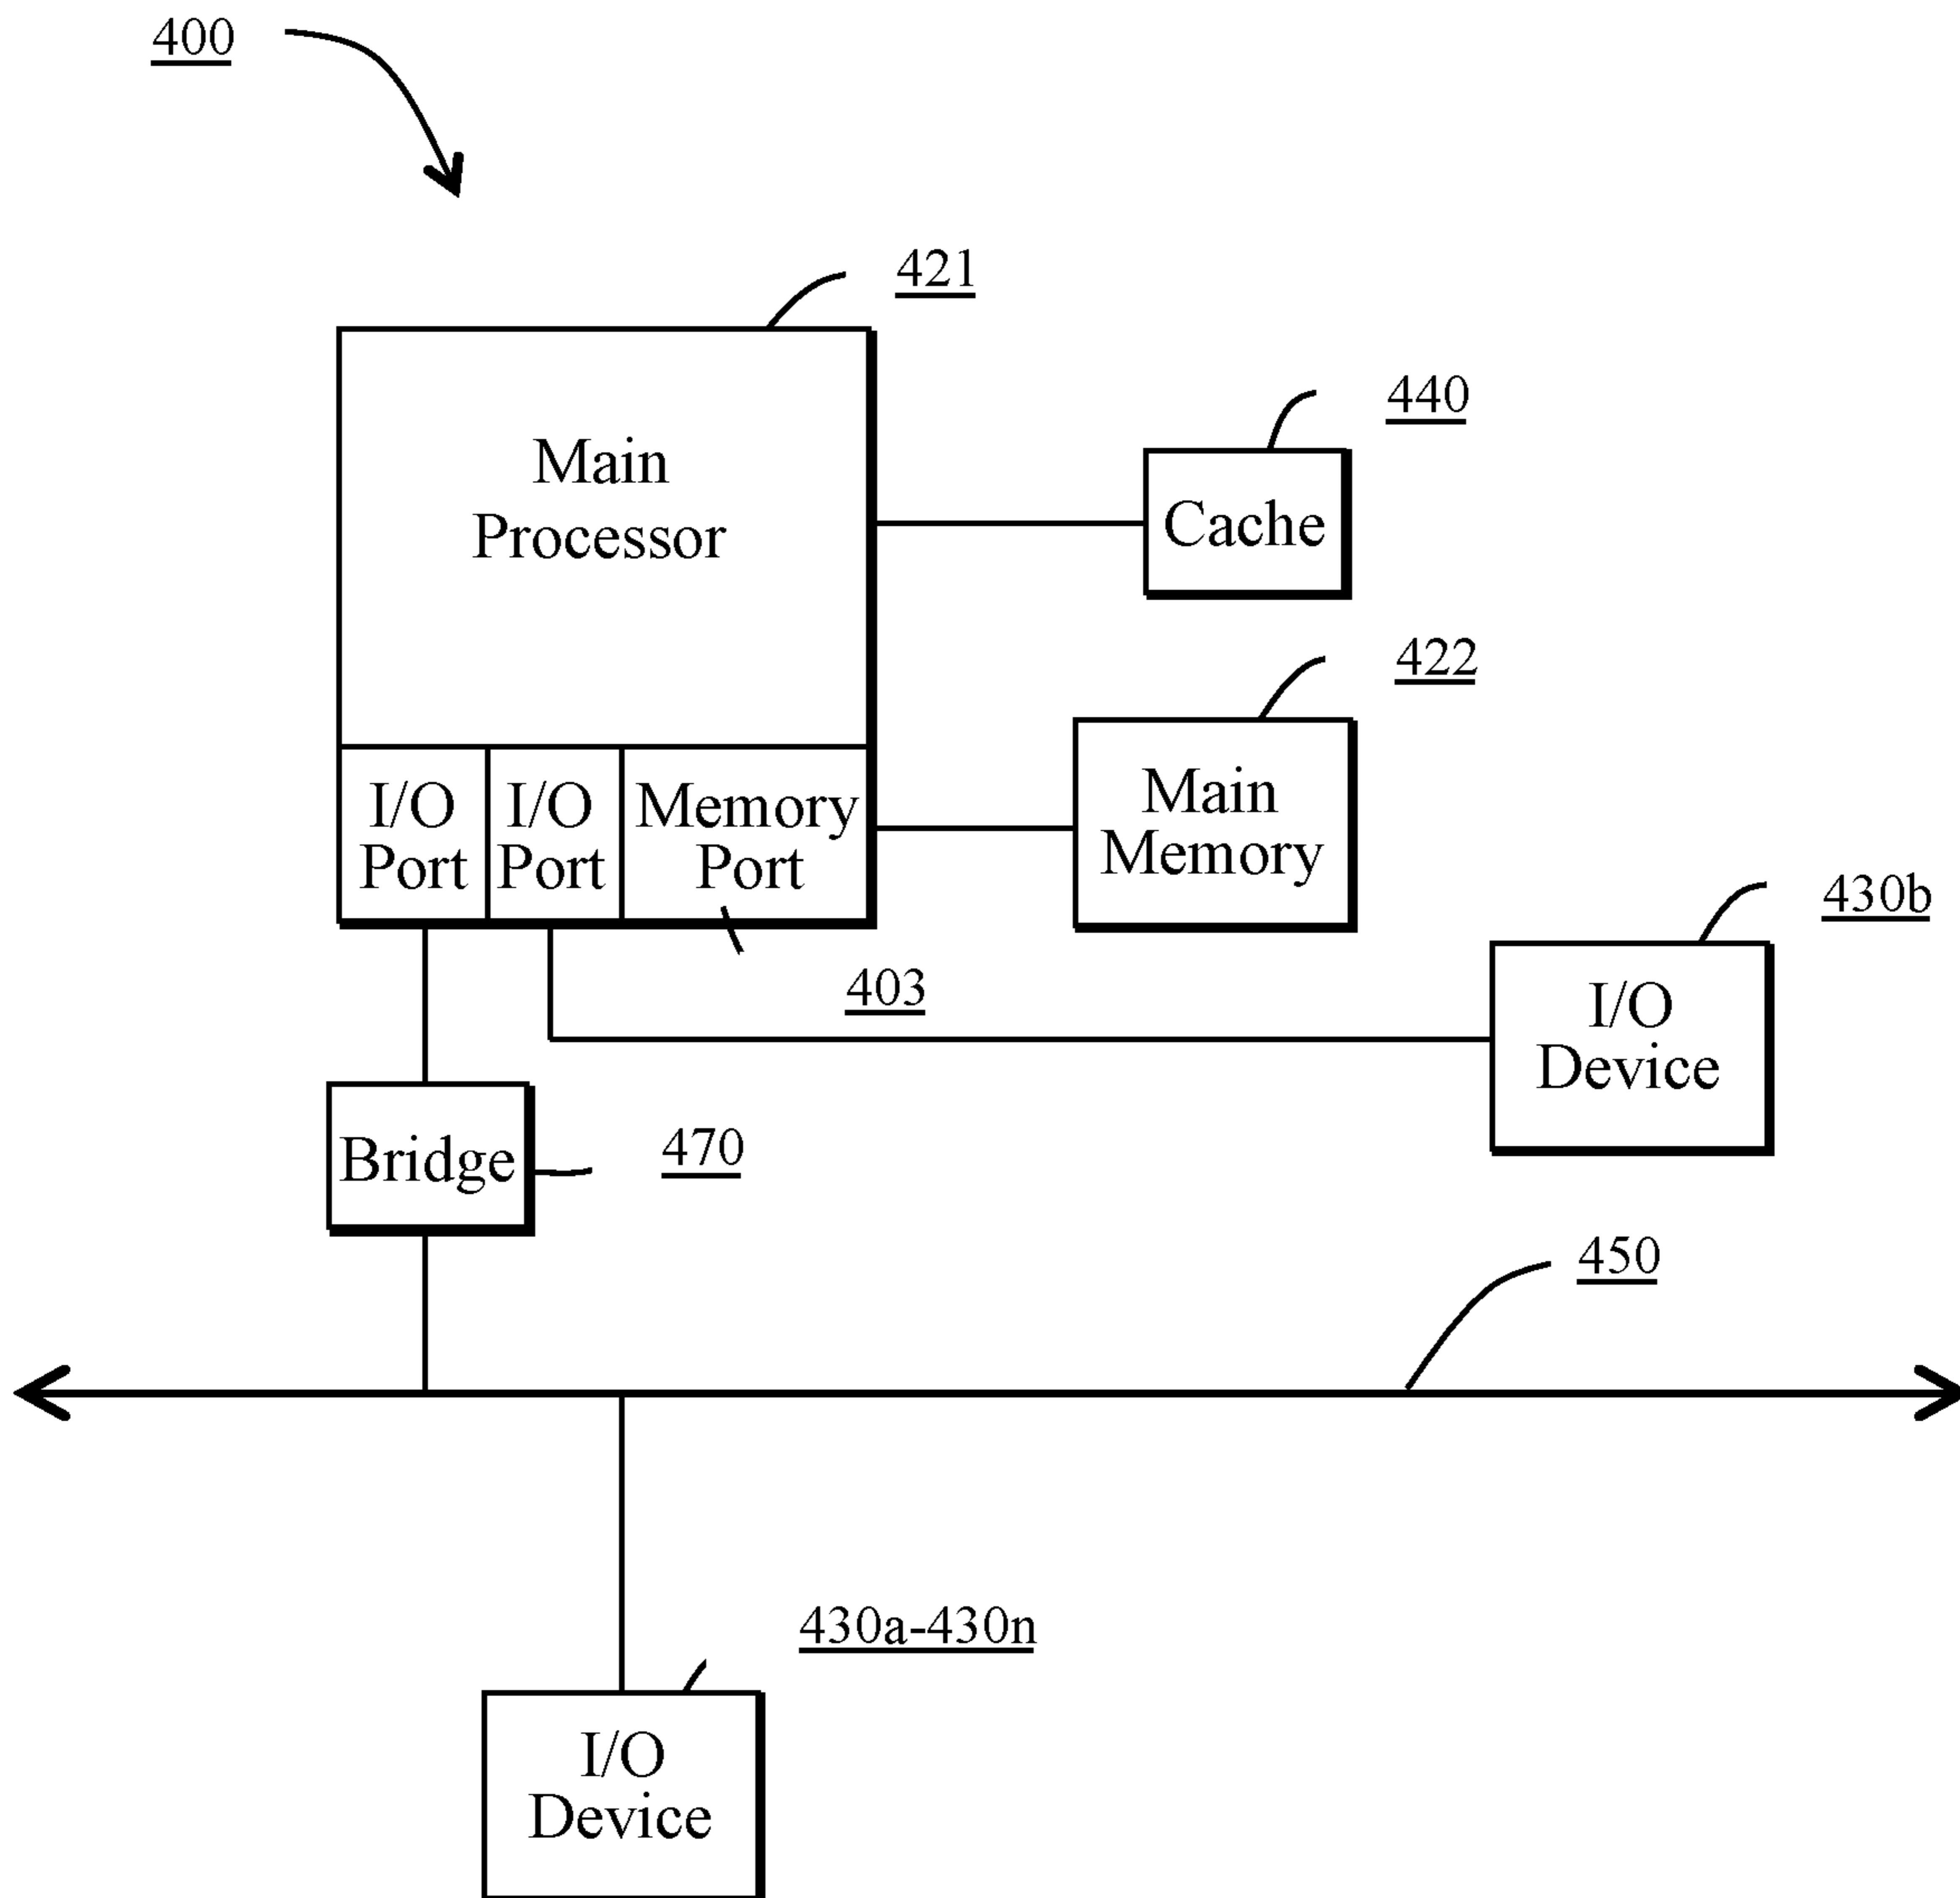 400
421
Main
Processor
440
Cache
422
I/O
Port
I/O
Port
Memory
Port
Main
Memory
403
430b
I/O
Device
Bridge
470
450
430a-430n
I/O
Device